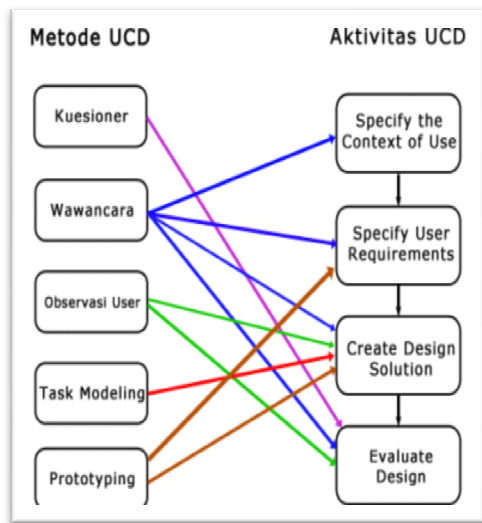 Metode UCD
Kuesioner
Wawancara
Observasi User
Task Modeling
Prototyping
Aktivitas UCD
Specify the
Context of Use
Specify User
Requirements
Create Design
Solution
Evaluate
Design